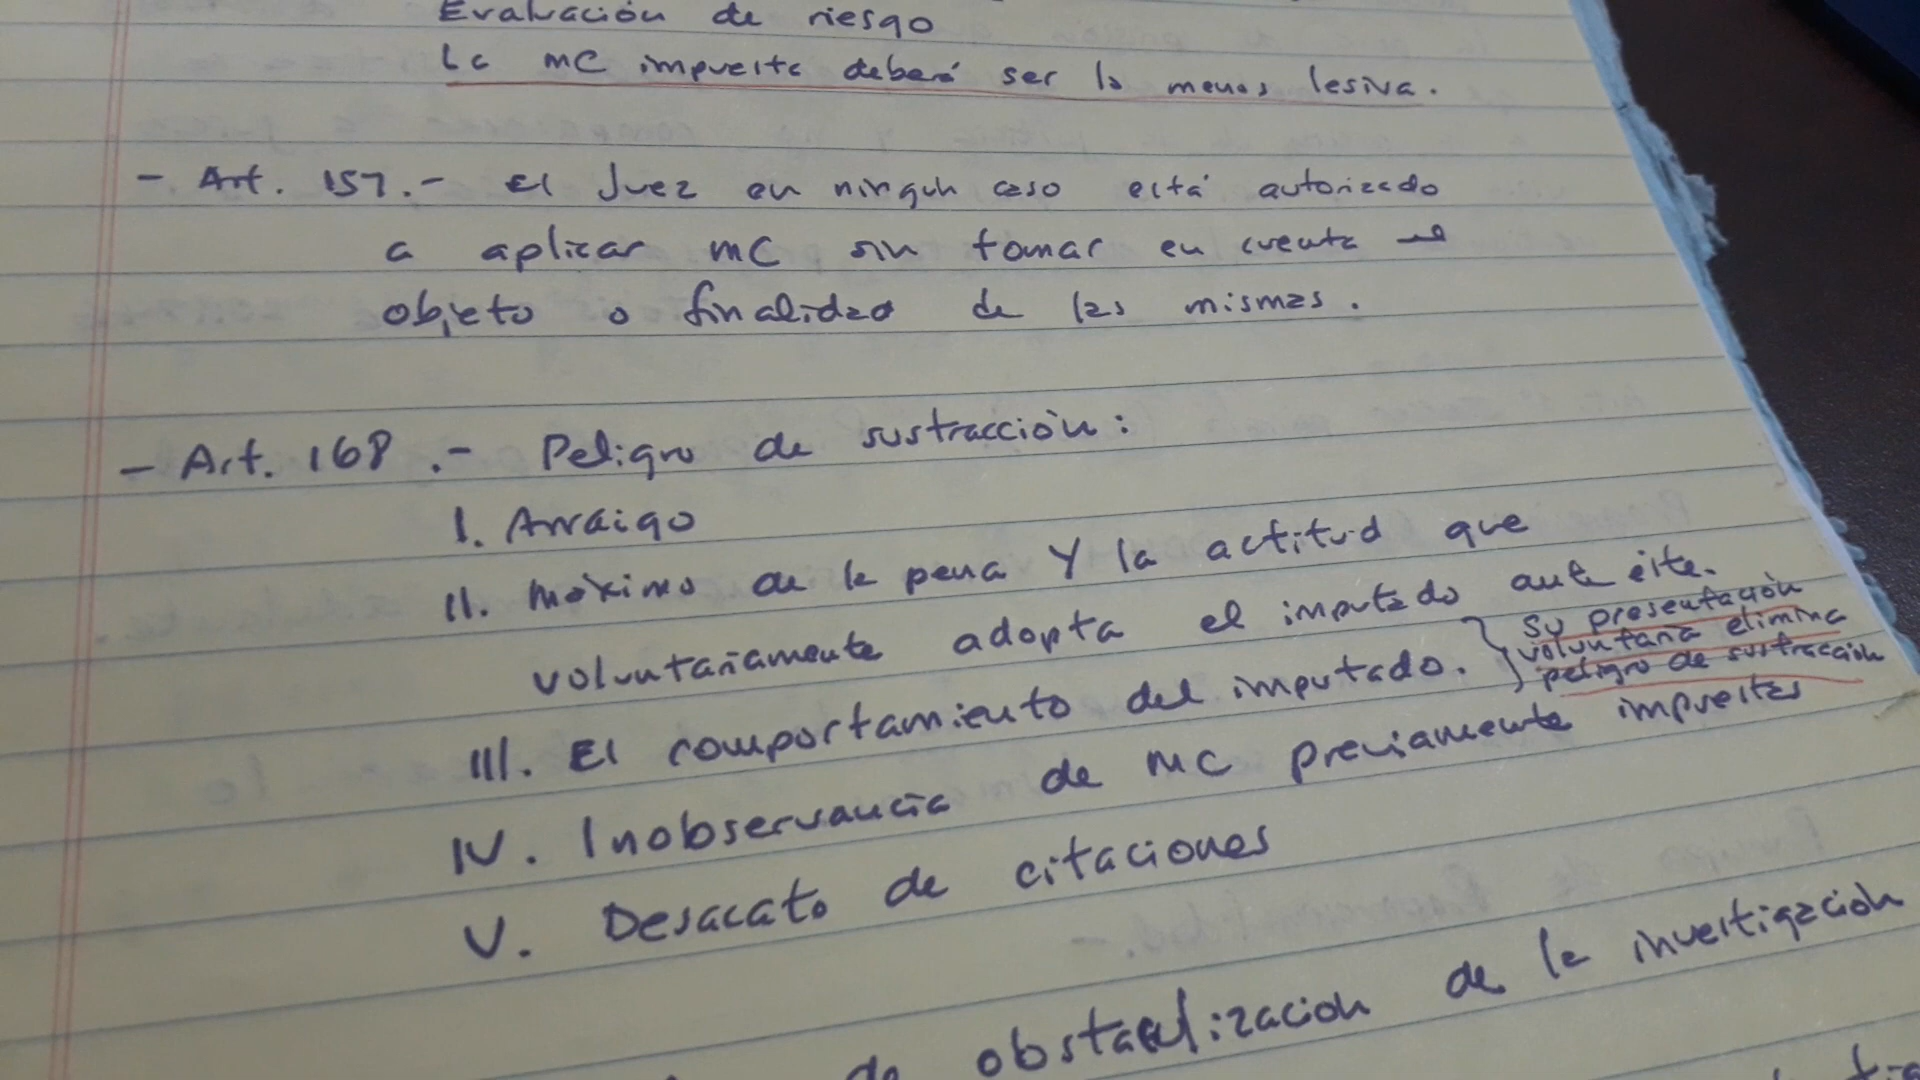 Evaluación de riesgo
La MC impuesta deberá ser la menos lesiva.
- Art. 157.- El Juez en ningún caso está autorizado
a aplicar MC sin tomar en cuenta el
objeto o finalidad de las mismas.
- Art. 168.- Peligro de sustracción:
I. Arraigo
II. Máximo de la pena y la actitud que
voluntariamente adopta el imputado ante éste.
III. El comportamiento del imputado. } su presentación
voluntaria elimina
peligro de sustracción
IV. Inobservancia de MC previamente impuestas
V. Desacato de citaciones
de obstaculización de la investigación